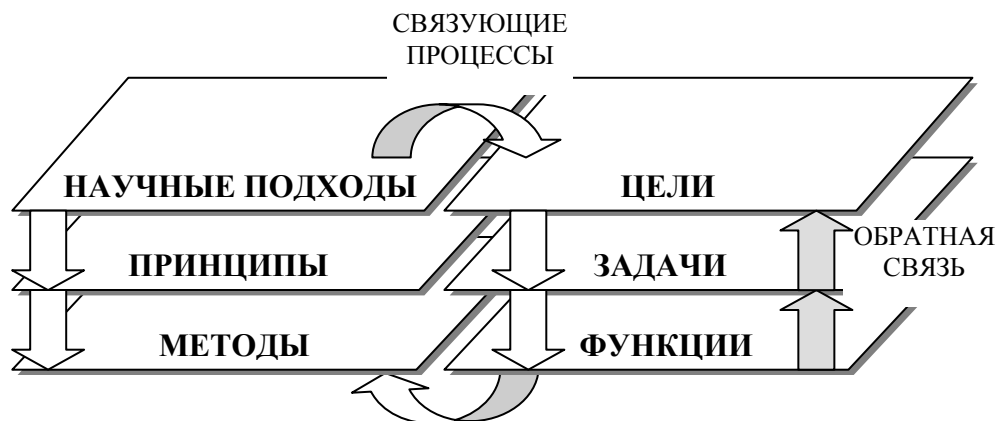 СВЯЗУЮЩИЕ
ПРОЦЕССЫ
НАУЧНЫЕ ПОДХОДЫ
ЦЕЛИ
ПРИНЦИПЫ
ЗАДАЧИ
ОБРАТНАЯ
СВЯЗЬ
МЕТОДЫ
ФУНКЦИИ